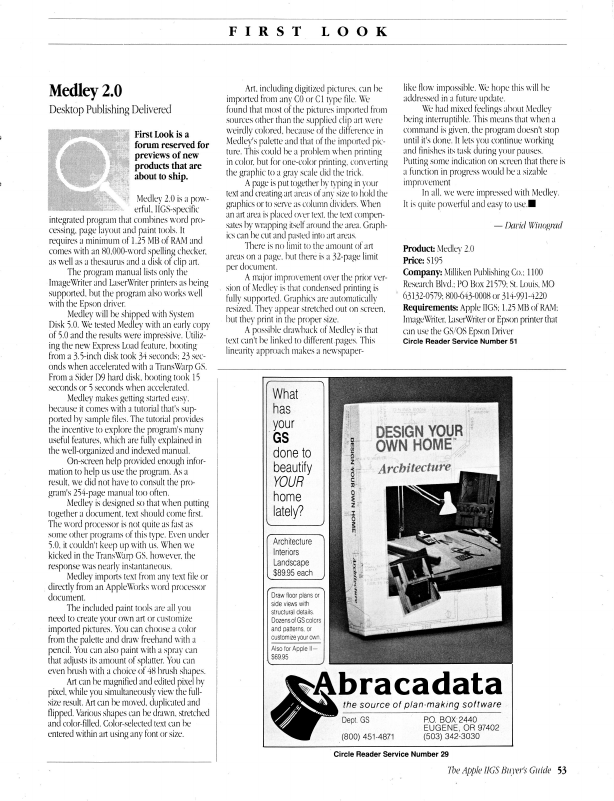 FIRST LOOK
Medley 2.0
Desktop Publishing Delivered
First Look is a
forum reserved for
previews of new
products that are
about to ship.
Medley 2.0 is a pow-
erful, IIGS-specific
integrated program that combines word pro-
cessing, page layout and paint tools. It
requires a minimum of 1.25 MB of RAM and
comes with an 80,000-word spelling checker,
as well as a thesaurus and a disk of clip art.
The program manual lists only the
ImageWriter and LaserWriter printers as being
supported, but the program also works well
with the Epson driver.
Medley will be shipped with System
Disk 5.0. We tested Medley with an early copy
of 5.0 and the results were impressive. Utiliz-
ing the new Express Load feature, booting
from a 3.5-inch disk took 34 seconds; 23 sec-
onds when accelerated with a TransWarp GS.
From a Sider D9 hard disk, booting took 15
seconds or 5 seconds when accelerated.
Medley makes getting started easy,
because it comes with a tutorial that's sup-
ported by sample files. The tutorial provides
the incentive to explore the program's many
useful features, which are fully explained in
the well-organized and indexed manual.
On-screen help provided enough infor-
mation to help us use the program. As a
result, we did not have to consult the pro-
gram's 254-page manual too often.
Medley is designed so that when putting
together a document, text should come first.
The word processor is not quite as fast as
some other programs of this type. Even under
5.0, it couldn't keep up with us. When we
kicked in the TransWarp GS, however, the
response was nearly instantaneous.
Medley imports text from any text file or
directly from an AppleWorks word processor
document.
The included paint tools are all you
need to create your own art or customize
imported pictures. You can choose a color
from the palette and draw freehand with a
pencil. You can also paint with a spray can
that adjusts its amount of splatter. You can
even brush with a choice of 48 brush shapes.
Art can be magnified and edited pixel by
pixel, while you simultaneously view the full-
size result. Art can be moved, duplicated and
flipped. Various shapes can be drawn, stretched
and color-filled. Color-selected text can be
entered within art using any font or size.
Art, including digitized pictures, can be
imported from any C0 or C1 type file. We
found that most of the pictures imported from
sources other than the supplied clip art were
weirdly colored, because of the difference in
Medley's palette and that of the imported pic-
ture. This could be a problem when printing
in color, but for one-color printing, converting
the graphic to a gray scale did the trick.
A page is put together by typing in your
text and creating art areas of any size to hold the
graphics or to serve as column dividers. When
an art area is placed over text, the text compen-
sates by wrapping itself around the area. Graph-
ics can be cut and pasted into art areas.
There is no limit to the amount of art
areas on a page, but there is a 32-page limit
per document.
A major improvement over the prior ver-
sion of Medley is that condensed printing is
fully supported. Graphics are automatically
resized. They appear stretched out on screen,
but they print in the proper size.
A possible drawback of Medley is that
text can't be linked to different pages. This
linearity approach makes a newspaper-
like flow impossible. We hope this will be
addressed in a future update.
We had mixed feelings about Medley
being interruptible. This means that when a
command is given, the program doesn't stop
until it's done. It lets you continue working
and finishes its task during your pauses.
Putting some indication on screen that there is
a function in progress would be a sizable
improvement
In all, we were impressed with Medley.
It is quite powerful and easy to use.■
— David Winograd
Product: Medley 2.0
Price: $195
Company: Milliken Publishing Co.; 1100
Research Blvd.; PO Box 21579; St. Louis, MO
63132-0579; 800-643-0008 or 314-991-4220
Requirements: Apple IIGS; 1.25 MB of RAM;
ImageWriter, LaserWriter or Epson printer that
can use the GS/OS Epson Driver
Circle Reader Service Number 51
What
has
your
GS
done to
beautify
YOUR
home
lately?
Architecture
Interiors
Landscape
$89.95 each
Draw floor plans or
side views with
structural details.
Dozens of GS colors
and patterns, or
customize your own.
Also for Apple II—
$69.95
DESIGN YOUR OWN HOME
Architecture
DESIGN YOUR
OWN HOME™
Architecture
Abracadata
the source of plan-making software
Dept. GS
(800) 451-4871
P.O. BOX 2440
EUGENE, OR 97402
(503) 342-3030
Circle Reader Service Number 29
The Apple IIGS Buyer's Guide 53